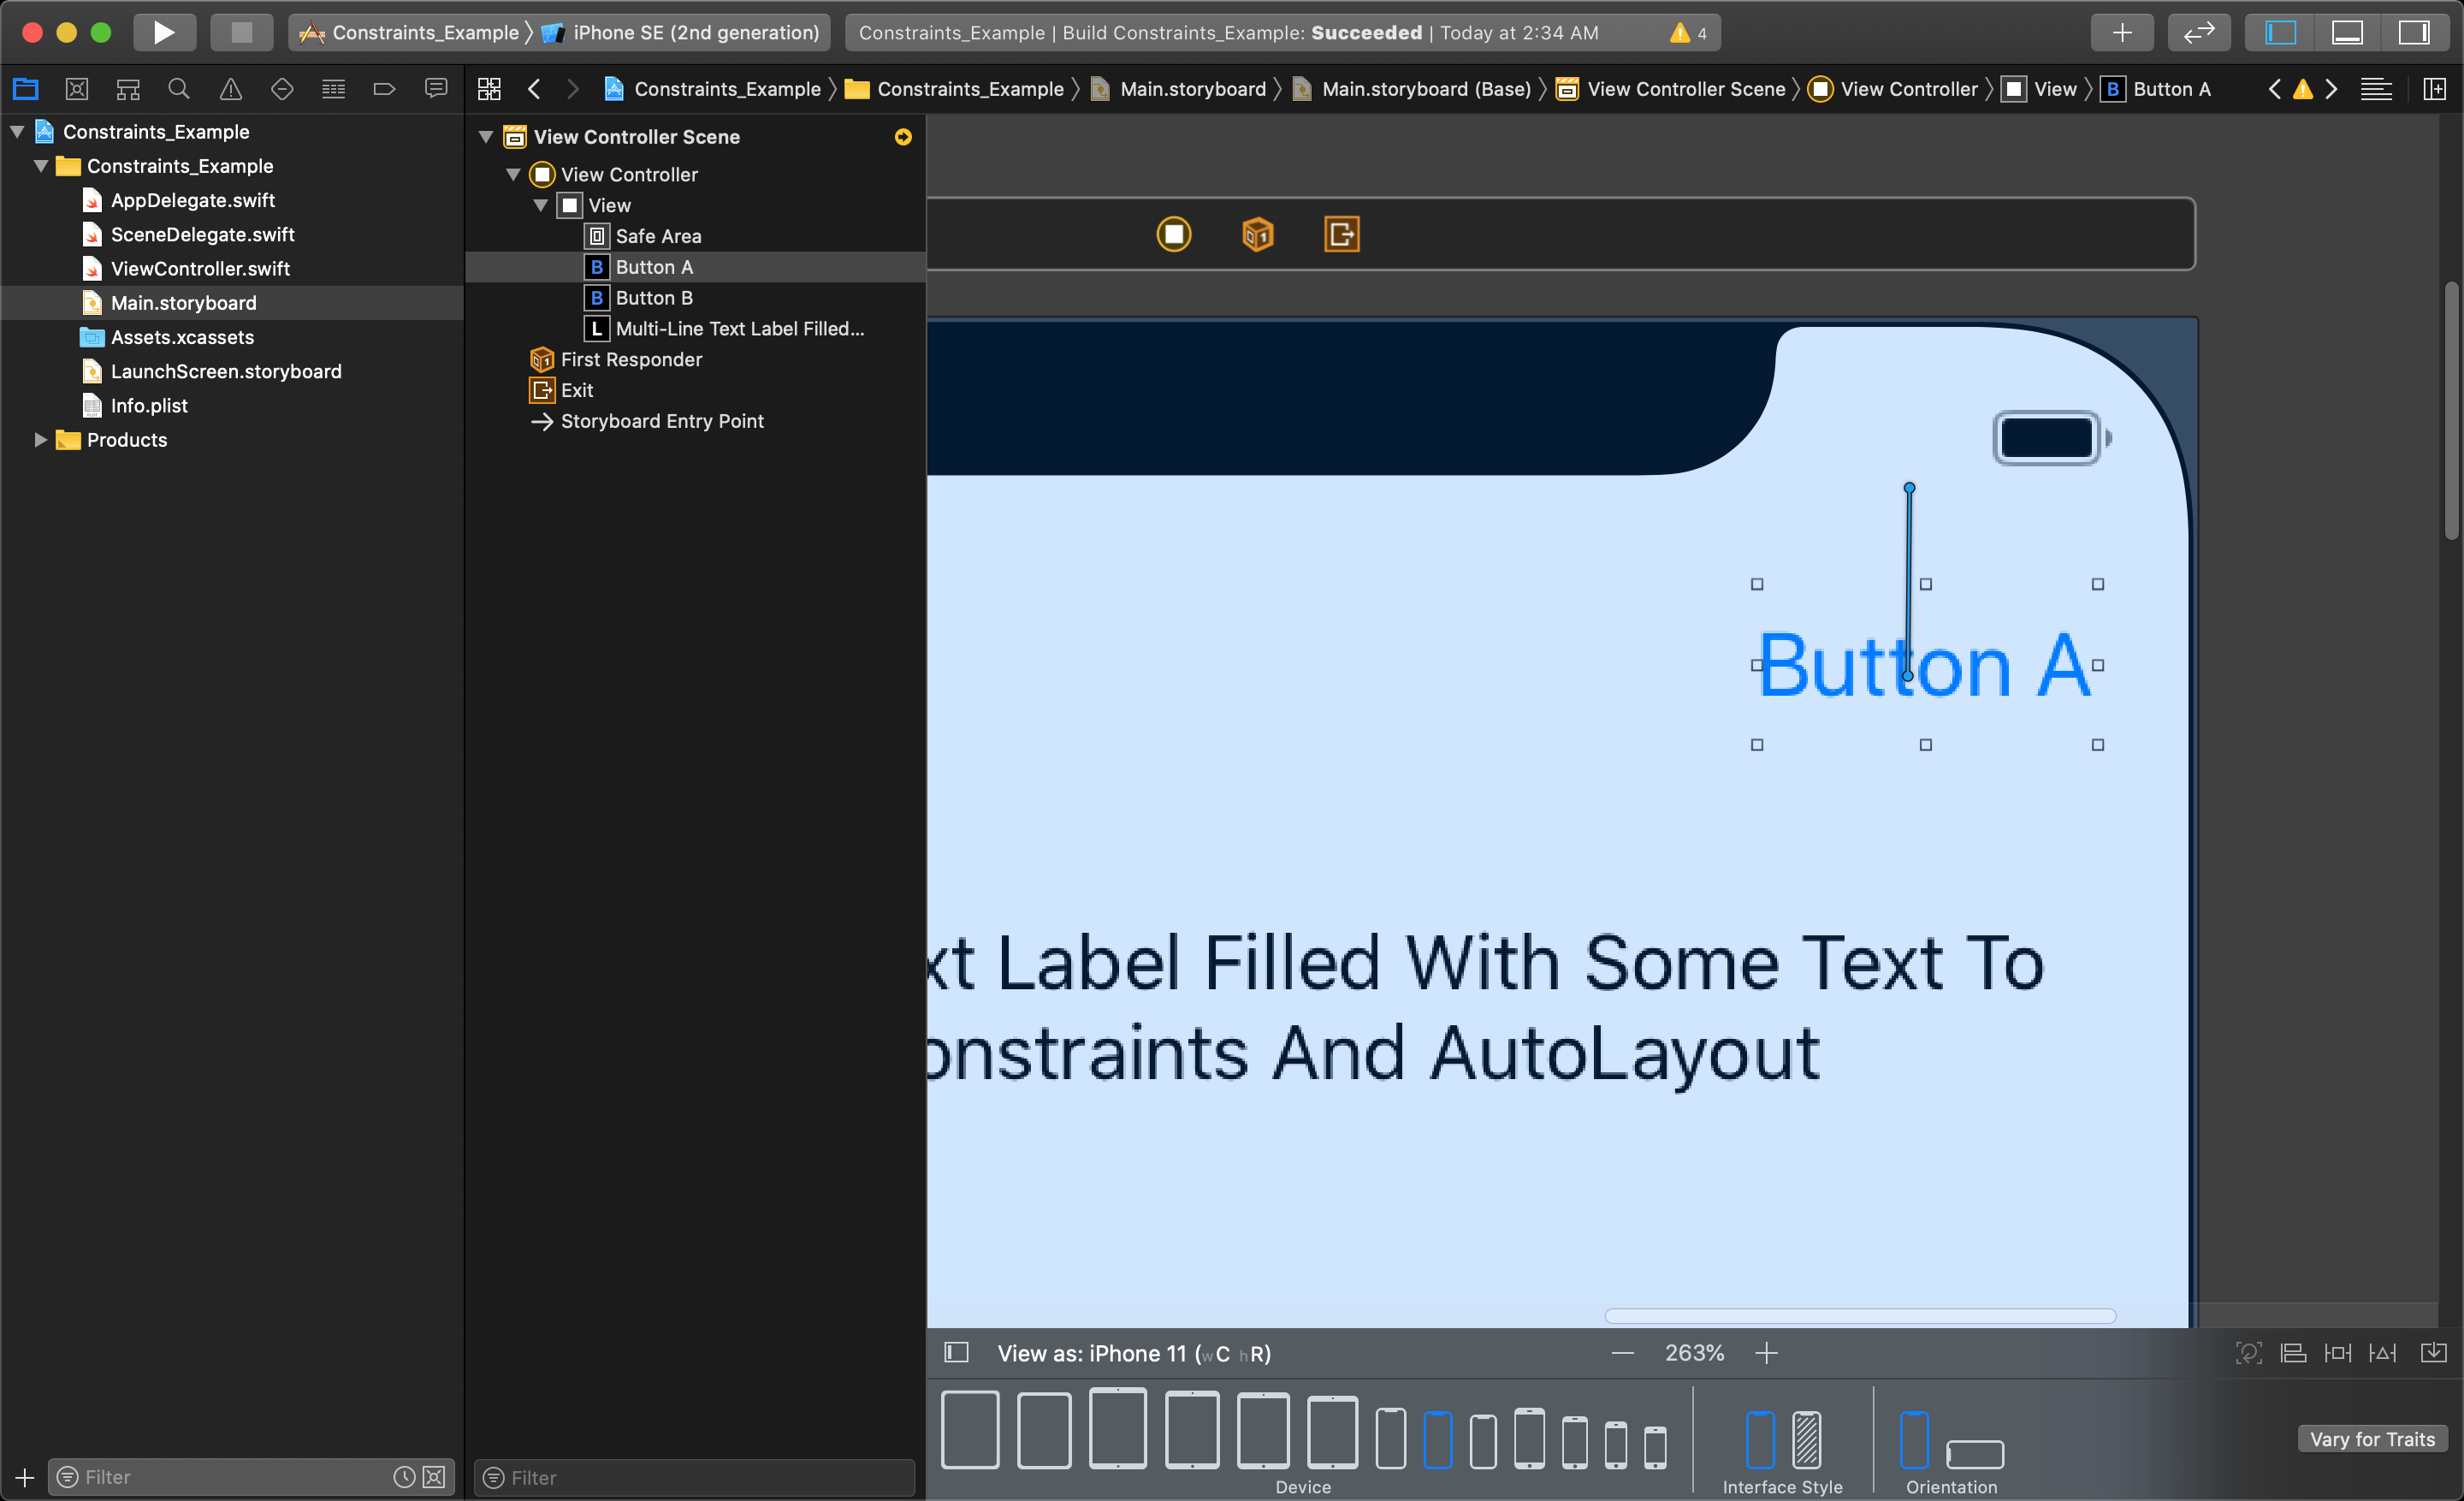 Constraints_Example
iPhone SE (2nd generation)
Constraints_Example | Build Constraints_Example: Succeeded | Today at 2:34 AM
4
Constraints_Example
Constraints_Example
Main.storyboard
Main.storyboard (Base)
View Controller Scene
View Controller
View
B
Button A
Constraints_Example
Constraints_Example
AppDelegate.swift
SceneDelegate.swift
ViewController.swift
Main.storyboard
Assets.xcassets
LaunchScreen.storyboard
Info.plist
Products
Filter
View Controller Scene
View Controller
View
Safe Area
B Button A
B Button B
L Multi-Line Text Label Filled...
First Responder
Exit
Storyboard Entry Point
Filter
Button A
xt Label Filled With Some Text To
onstraints And AutoLayout
View as: iPhone 11 (wC hR)
263%
Device
Interface Style
Orientation
Vary for Traits